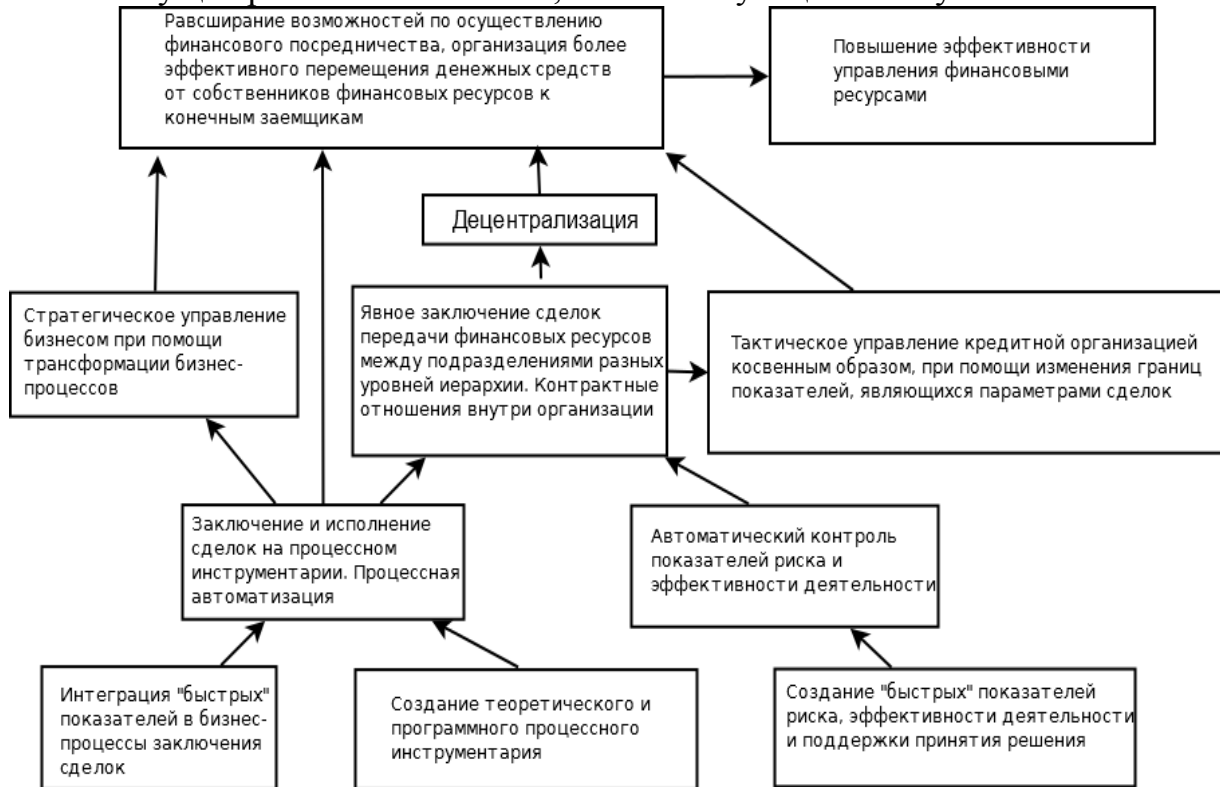 Равсширание возможностей по осуществлению
финансового посредничества, организация более
эффективного перемещения денежных средств
от собственников финансовых ресурсов к
конечным заемщикам
Повышение эффективности
управления финансовыми
ресурсами
Децентрализация
Стратегическое управление
бизнесом при помощи
трансформации бизнес-
процессов
Явное заключение сделок
передачи финансовых ресурсов
между подразделениями разных
уровней иерархии. Контрактные
отношения внутри организации
Тактическое управление кредитной организацией
косвенным образом, при помощи изменения границ
показателей, являющихся параметрами сделок
Заключение и исполнение
сделок на процессном
инструментарии. Процессная
автоматизация
Автоматический контроль
показателей риска и
эффективности деятельности
Интеграция "быстрых"
показателей в бизнес-
процессы заключения
сделок
Создание теоретического и
программного процессного
инструментария
Создание "быстрых" показателей
риска, эффективности деятельности
и поддержки принятия решения